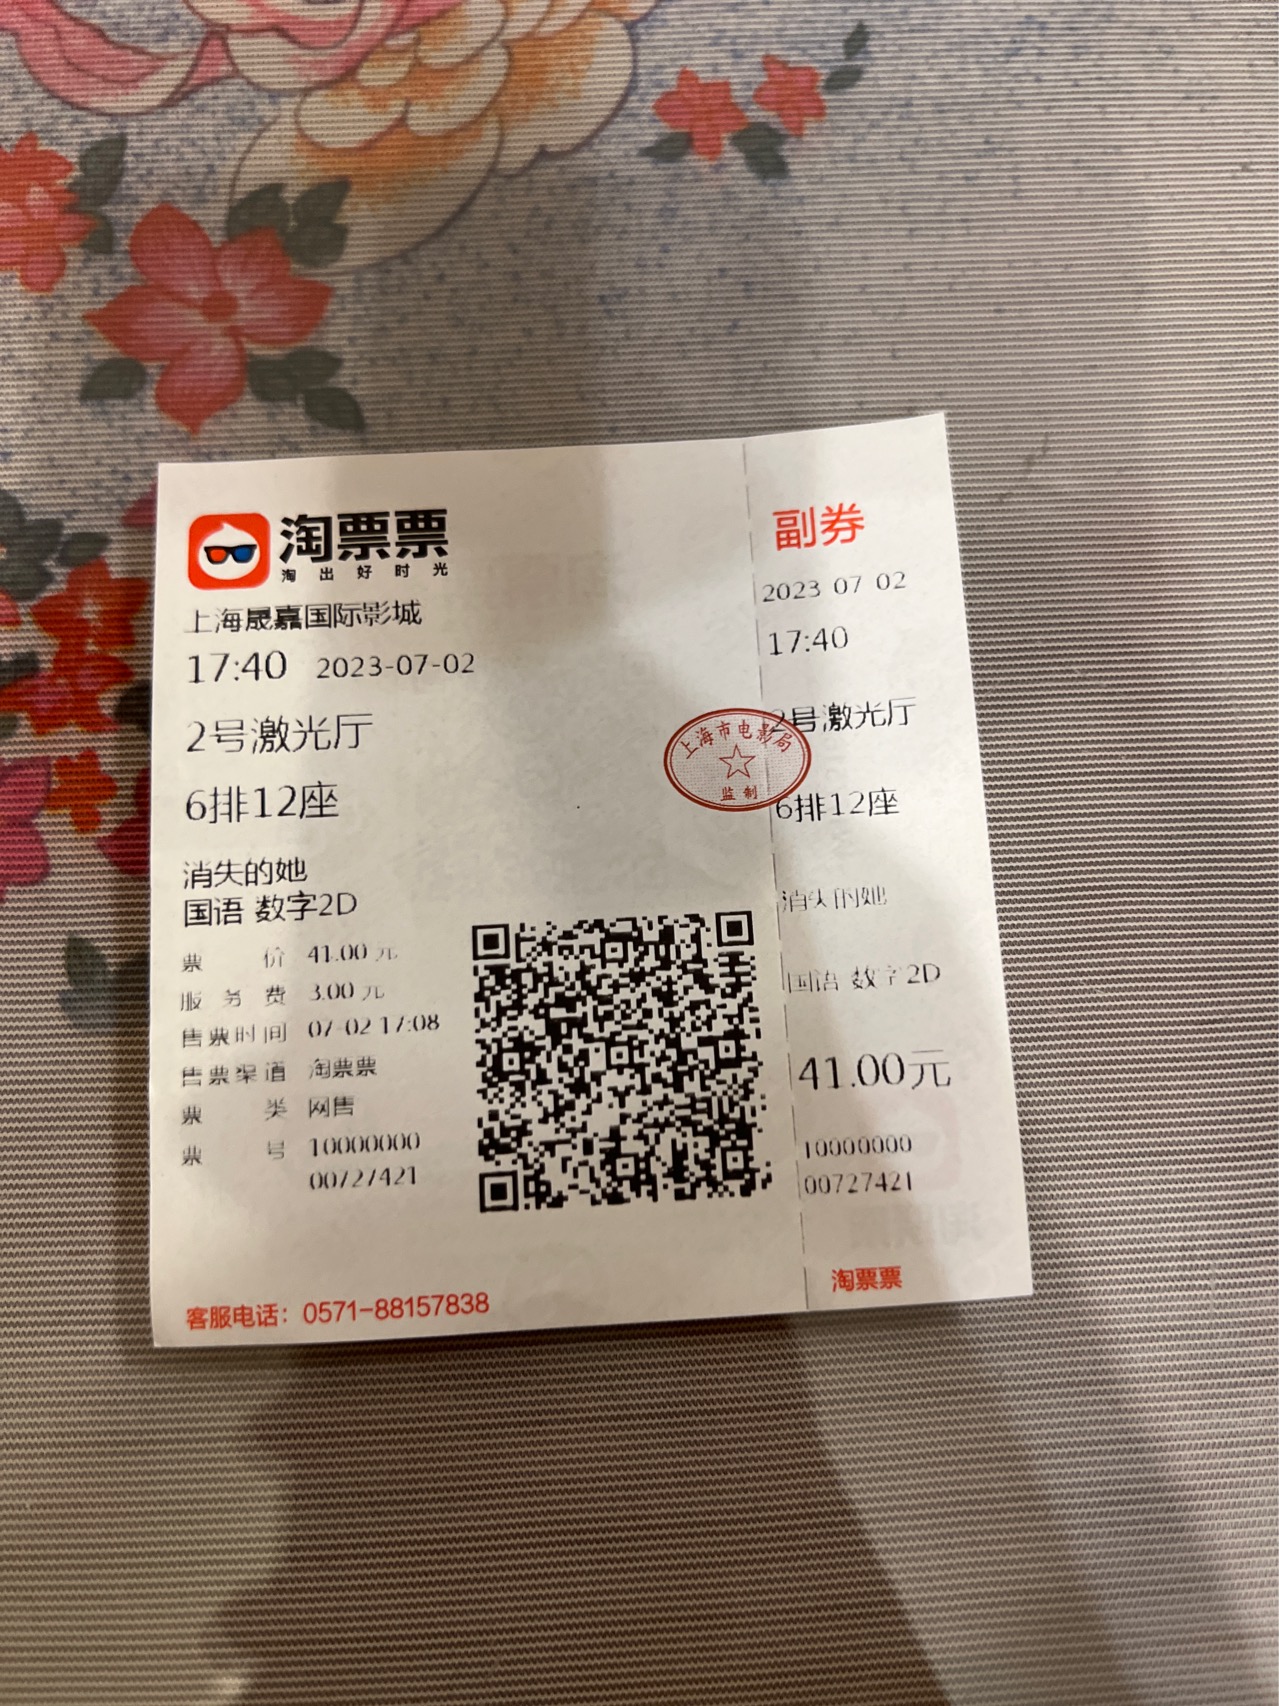 淘票票
淘出好时光
上海晟嘉国际影城
17:40 2023-07-02
2号激光厅
6排12座
消失的她
国语 数字2D
票价 41.00 元
服务费 3.00 元
售票时间 07-02 17:08
售票渠道 淘票票
票类 网售
票号 10000000
00727421
客服电话：0571-88157838
上海市电影局
监制
副券
2023 07 02
17:40
2号激光厅
6排12座
消失的她
国语 数字2D
41.00元
10000000
00727421
淘票票